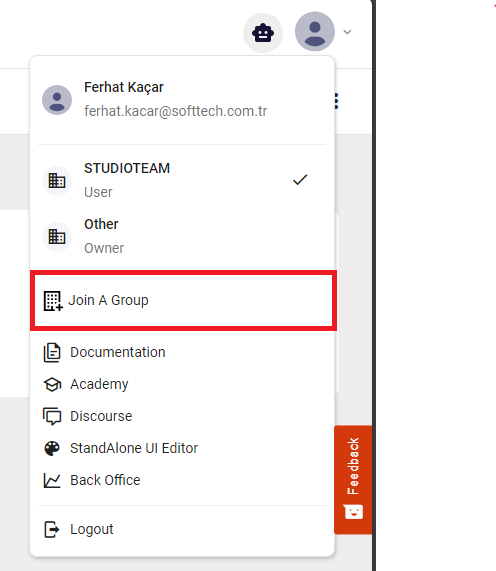 Ferhat Kaçar
ferhat.kacar@softtech.com.tr
STUDIOTEAM
User
Other
Owner
Join A Group
Documentation
Academy
Discourse
StandAlone UI Editor
Back Office
Logout
Feedback